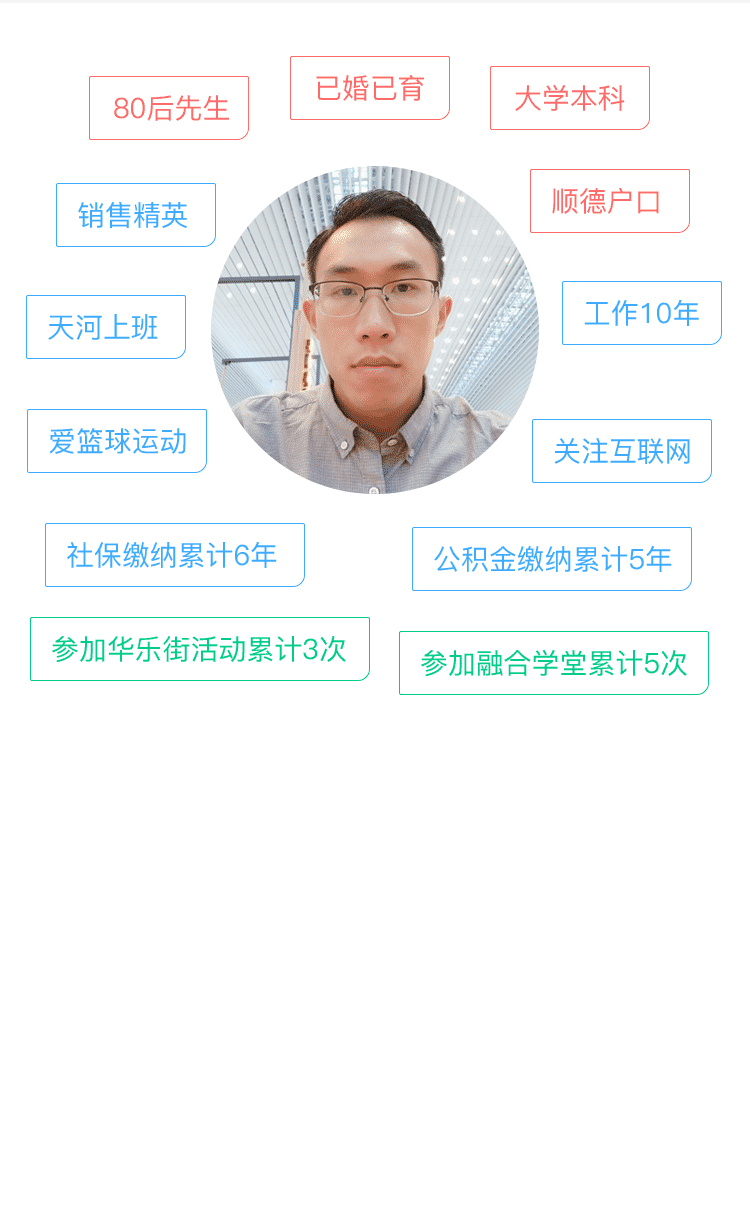 80后先生
已婚已育
大学本科
销售精英
顺德户口
天河上班
工作10年
爱篮球运动
关注互联网
社保缴纳累计6年
公积金缴纳累计5年
参加华乐街活动累计3次
参加融合学堂累计5次